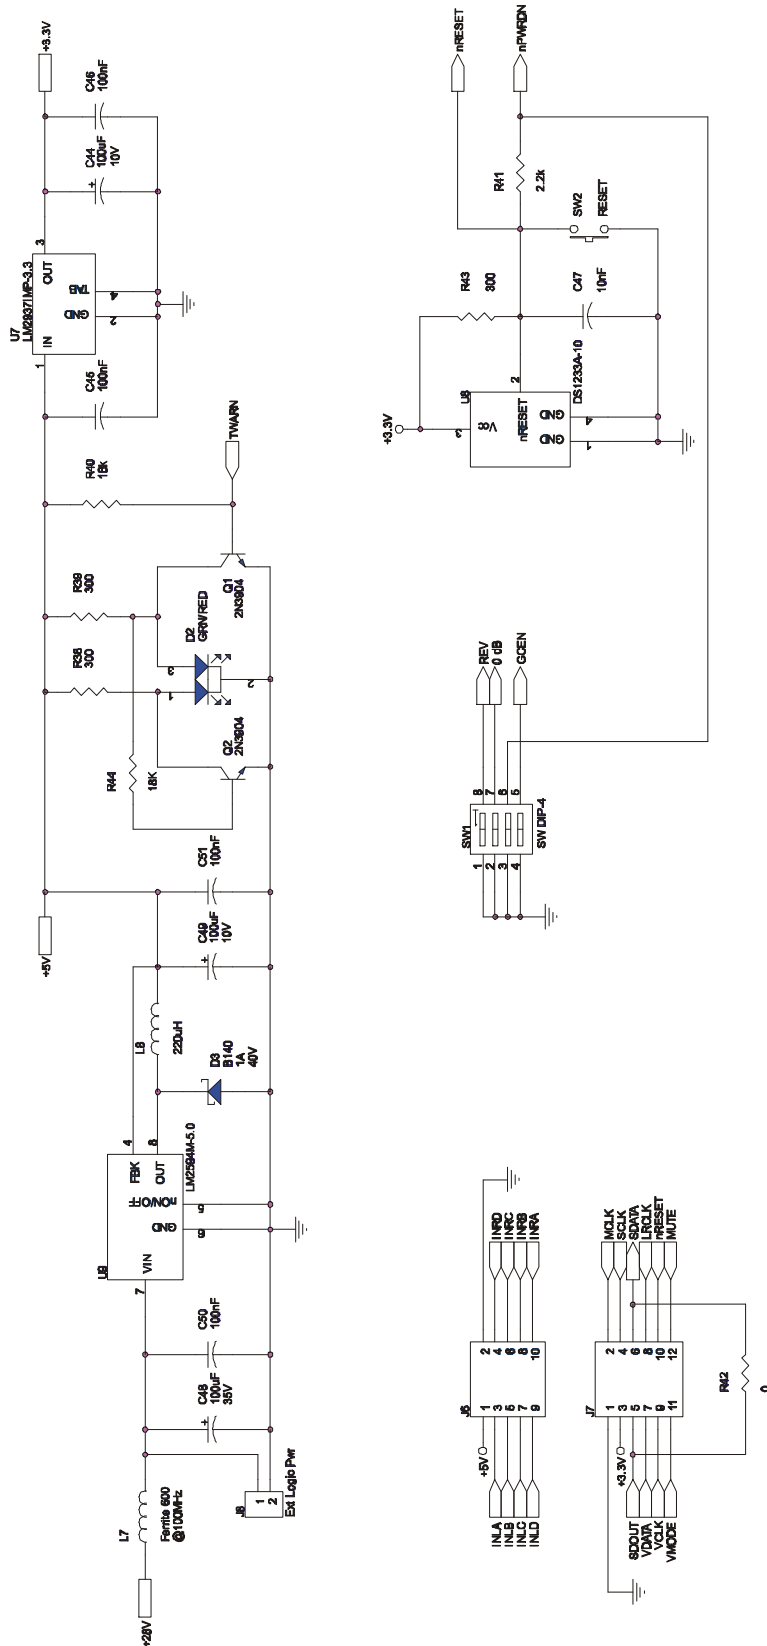 +28V
L7
Ferrite 600
@100MHz
J8
1
2
Ext Logic Pwr
C48
100uF
35V
C50
100nF
U9
7
VIN
FBK
4
OUT
8
nON/OFF
5
GND
6
LM2594M-5.0
L8
220uH
D3
B140
1A
40V
C49
100uF
10V
C51
100nF
+5V
R44
18K
Q2
2N3904
R38
300
R39
300
D2
GRN/RED
1
3
2
Q1
2N3904
R40
18k
TWARN
C45
100nF
U7
LM2937IMP-3.3
1
IN
OUT
3
GND
2
TAB
4
C44
100uF
10V
C46
100nF
+3.3V
J6
+5V
1
2
3
4
5
6
7
8
9
10
INLA
INLB
INLC
INLD
INRD
INRC
INRB
INRA
J7
+3.3V
1
2
3
4
5
6
7
8
9
10
11
12
SDOUT
VDATA
VCLK
VMODE
MCLK
SCLK
SDATA
LRCLK
nRESET
MUTE
R42
0
SW1
1
2
3
4
8
7
6
5
SW DIP-4
REV
0 dB
GCEN
+3.3V
U8
3
Vcc
nRESET
2
GND
1
GND
4
DS1233A-10
R43
300
C47
10nF
SW2
RESET
R41
2.2k
nRESET
nPWRDN